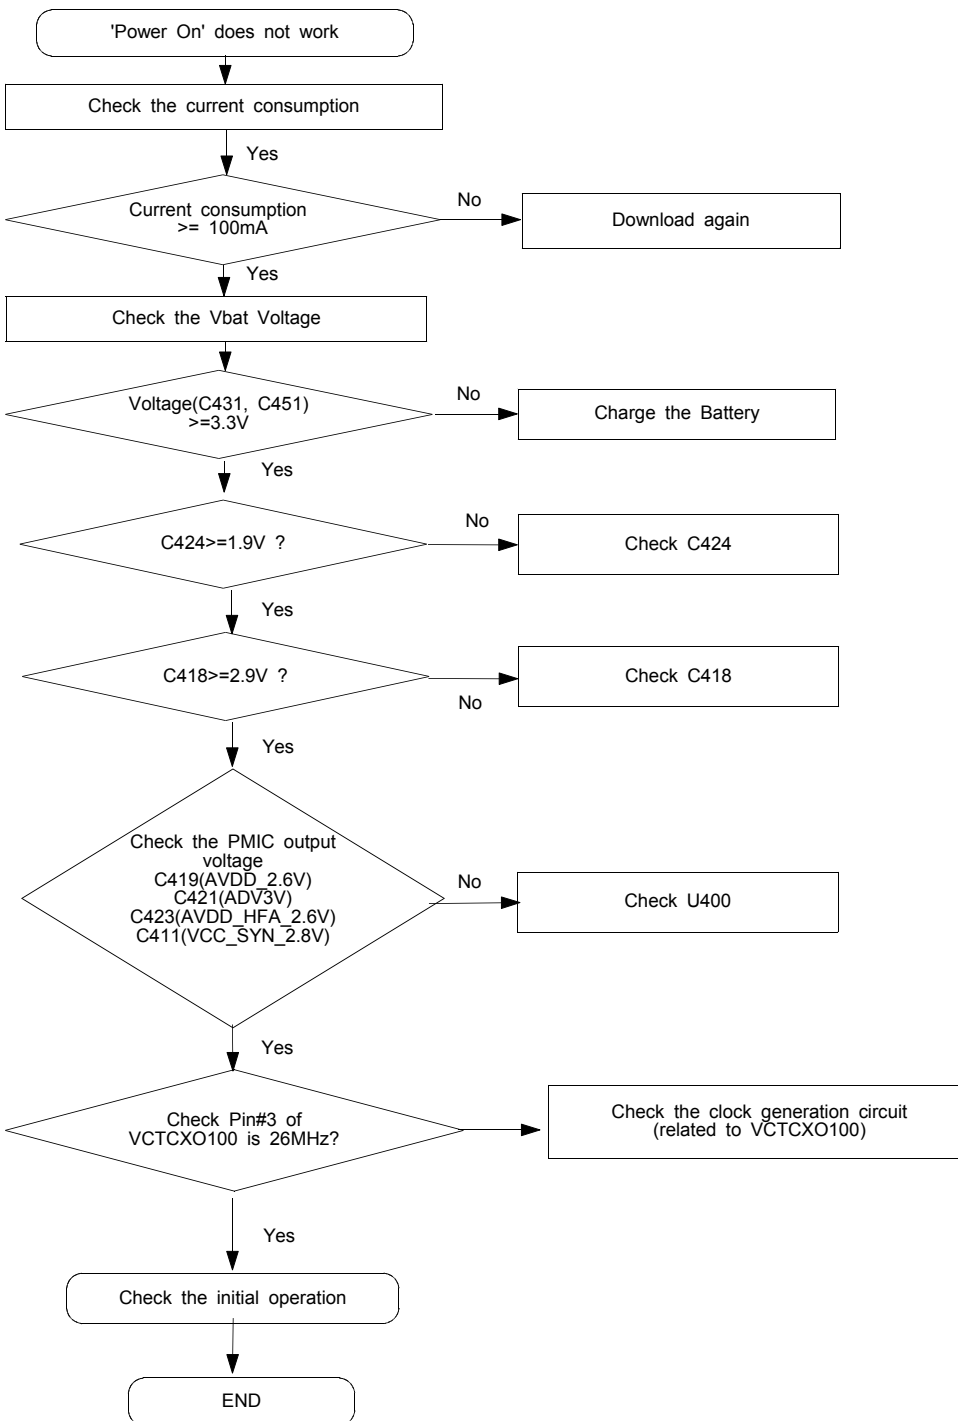 'Power On' does not work
Check the current consumption
Yes
Current consumption
>= 100mA
No
Download again
Yes
Check the Vbat Voltage
Voltage(C431, C451)
>=3.3V
No
Charge the Battery
Yes
C424>=1.9V ?
No
Check C424
Yes
C418>=2.9V ?
No
Check C418
Yes
Check the PMIC output
voltage
C419(AVDD_2.6V)
C421(ADV3V)
C423(AVDD_HFA_2.6V)
C411(VCC_SYN_2.8V)
No
Check U400
Yes
Check Pin#3 of
VCTCXO100 is 26MHz?
Check the clock generation circuit
(related to VCTCXO100)
Yes
Check the initial operation
END